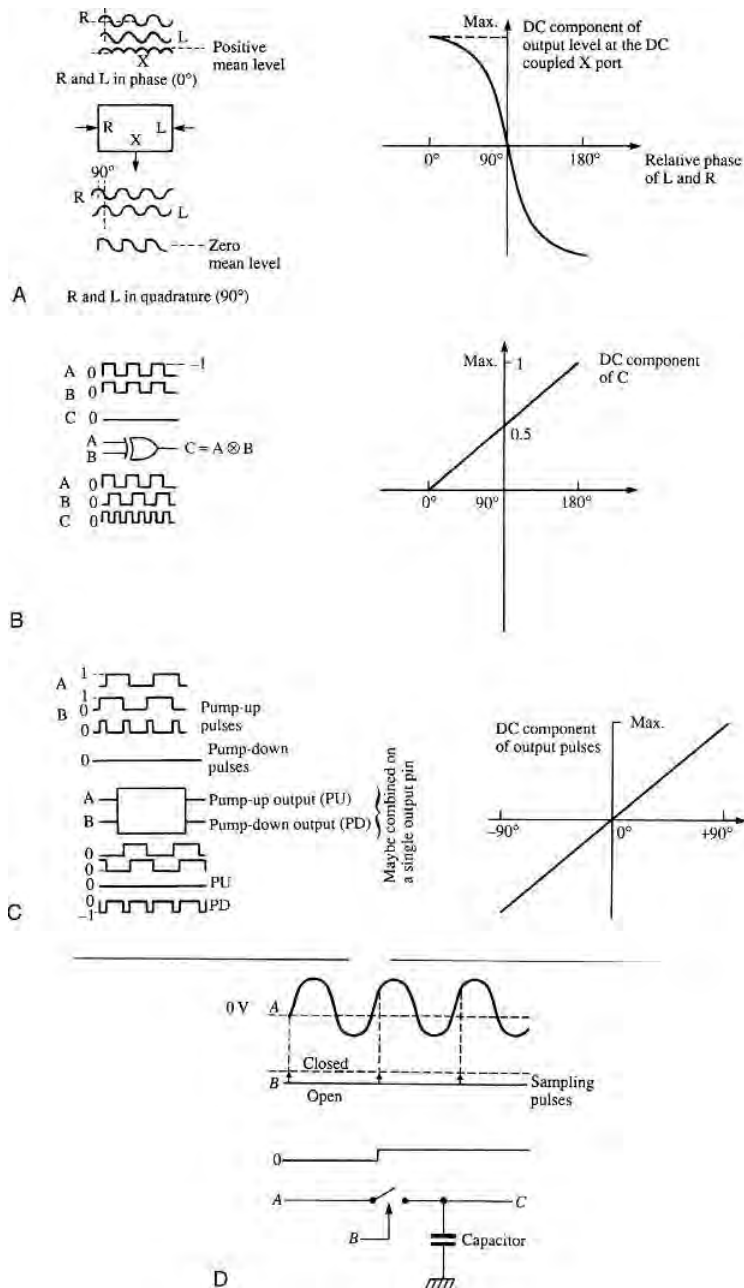 R
L
X
Positive
mean level
R and L in phase (0°)
R L
X
90°
R
L
Zero
mean level
R and L in quadrature (90°)
A
Max.
DC component of
output level at the DC
coupled X port
0° 90° 180°
Relative phase
of L and R
A 0 –1
B 0
C 0
A
B
C = A ⊗ B
A 0
B 0
C 0
B
Max. 1
DC component
of C
0.5
0° 90° 180°
1
A
1
0
B
0
Pump-up
pulses
0
Pump-down
pulses
A
Pump-up output (PU)
B
Pump-down output (PD)
Maybe combined on
a single output pin
0
0
0 PU
0
–1
PD
C
DC component
of output pulses
Max.
–90° 0° +90°
0 V A
Closed
B
Open
Sampling
pulses
0
A C
B
Capacitor
D